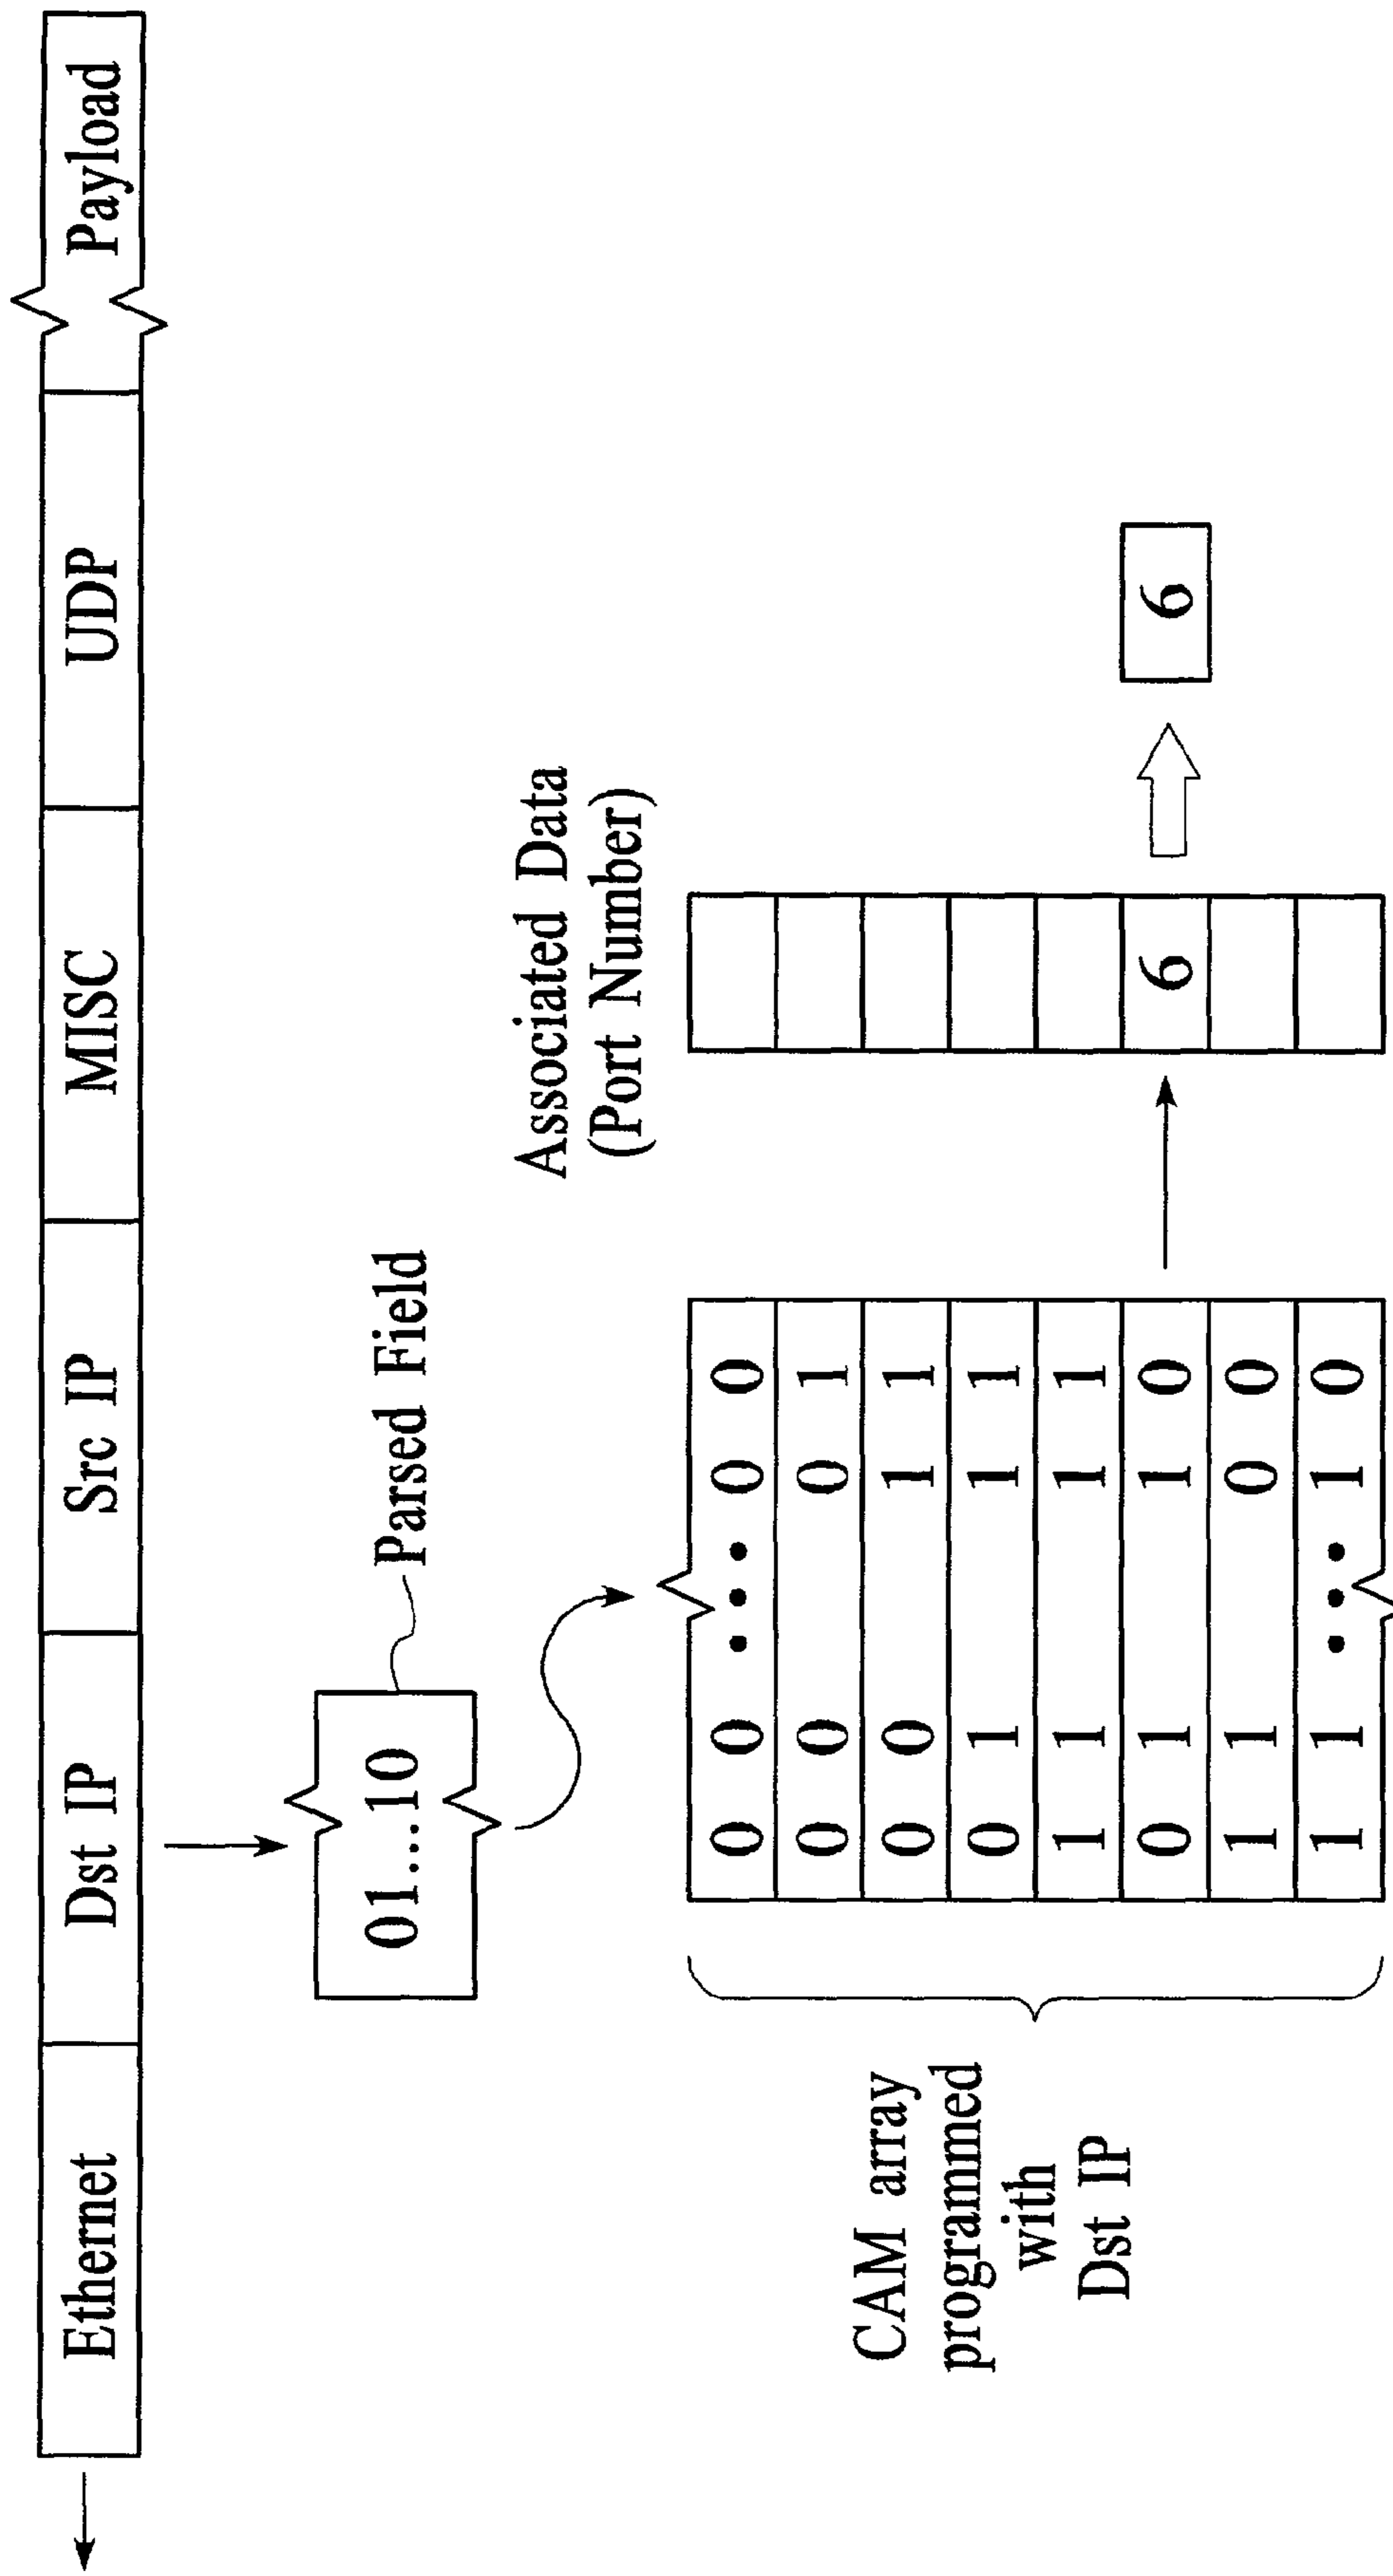 Ethernet Dst IP Src IP MISC UDP Payload
01...10
Parsed Field
Associated Data
(Port Number)
CAM array
programmed
with
Dst IP
0 0 ••• 0 0
0 0 0 1
0 0 1 1
0 1 1 1
1 1 1 1
0 1 1 0
1 1 0 0
1 1 ••• 1 0
6
6